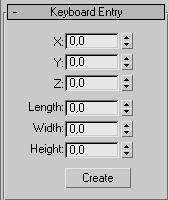 - Keyboard Entry
X: 0,0
Y: 0,0
Z: 0,0
Length: 0,0
Width: 0,0
Height: 0,0
Create